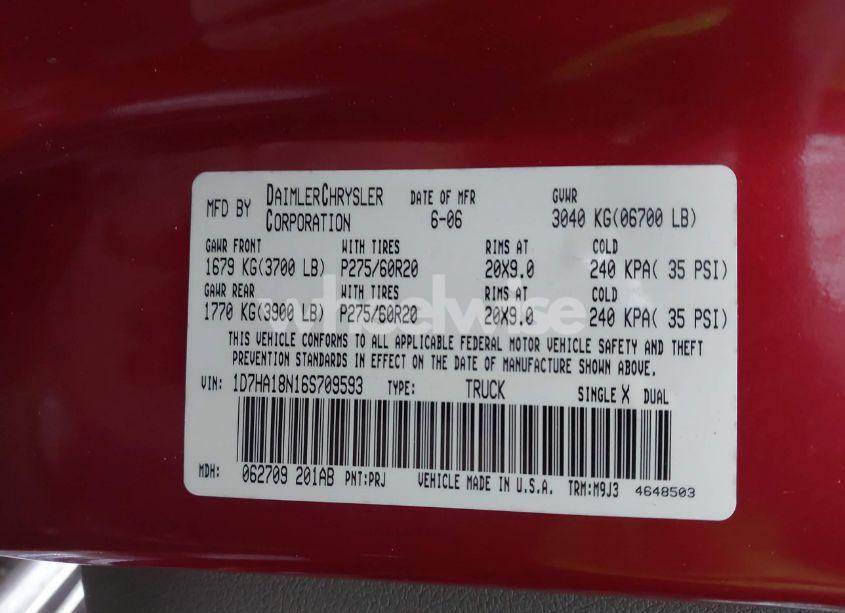 MFD BY DAIMLERCHRYSLER CORPORATION DATE OF MFR 6-06 GVWR 3040 KG(06700 LB)
GAWR FRONT WITH TIRES RIMS AT COLD
1679 KG(3700 LB) P275/60R20 20X9.0 240 KPA( 35 PSI)
GAWR REAR WITH TIRES RIMS AT COLD
1770 KG(3900 LB) P275/60R20 20X9.0 240 KPA( 35 PSI)
wheelwise
THIS VEHICLE CONFORMS TO ALL APPLICABLE FEDERAL MOTOR VEHICLE SAFETY AND THEFT
PREVENTION STANDARDS IN EFFECT ON THE DATE OF MANUFACTURE SHOWN ABOVE.
VIN: 1D7HA18N16S709593 TYPE: TRUCK SINGLE X DUAL
MDH: 062709 201AB PNT:PRJ VEHICLE MADE IN U.S.A. TRM:M9J3 4648503